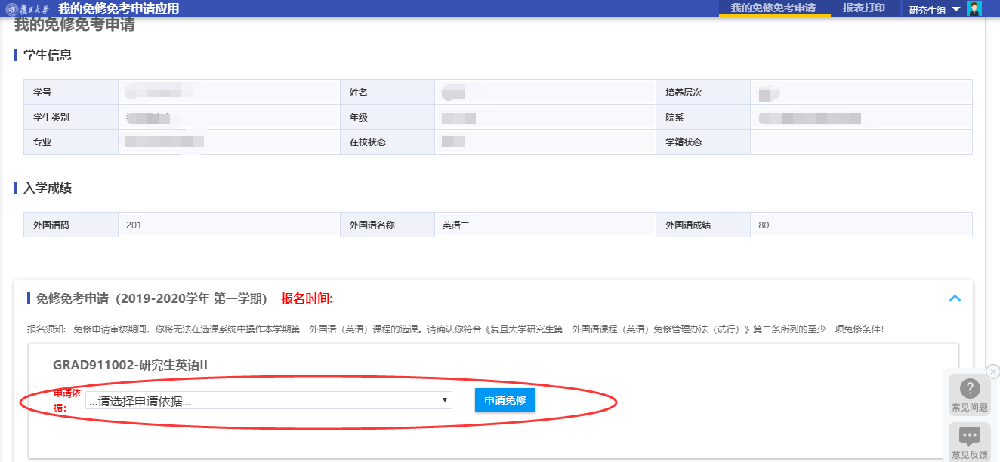 復旦大學 我的免修免考申请应用 我的免修免考申请 报表打印 研究生组
我的免修免考申请
学生信息
学号 姓名 培养层次
学生类别 年级 院系
专业 在校状态 学籍状态
入学成绩
外国语码 201 外国语名称 英语二 外国语成绩 80
免修免考申请（2019-2020学年 第一学期） 报名时间:
报名须知: 免修申请审核期间，你将无法在选课系统中操作本学期第一外国语（英语）课程的选课。请确认你符合《复旦大学研究生第一外国语课程（英语）免修管理办法（试行）》第二条所列的至少一项免修条件！
GRAD911002-研究生英语II
申请依
据:
...请选择申请依据... 申请免修
常见问题
意见反馈